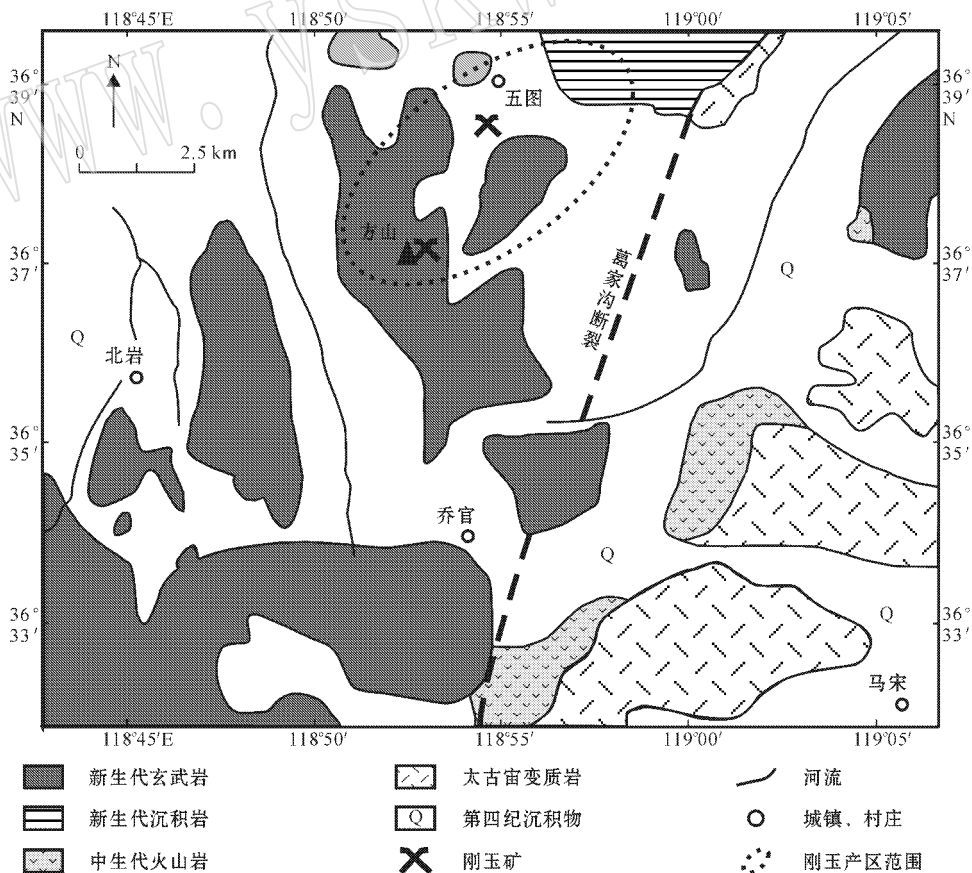 118°45′E 118°50′ 118°55′ 119°00′ 119°05′
36°
39′
N
36°
39′
N
N
五图
0 2.5 km
方山
36°
37′
36°
37′
Q
葛家沟断裂
Q
北岩
36°
35′
36°
35′
乔官
Q
36°
33′
36°
33′
Q
马宋
118°45′E 118°50′ 118°55′ 119°00′ 119°05′
新生代玄武岩 太古宙变质岩 河流
新生代沉积岩 Q 第四纪沉积物 城镇、村庄
中生代火山岩 刚玉矿 刚玉产区范围